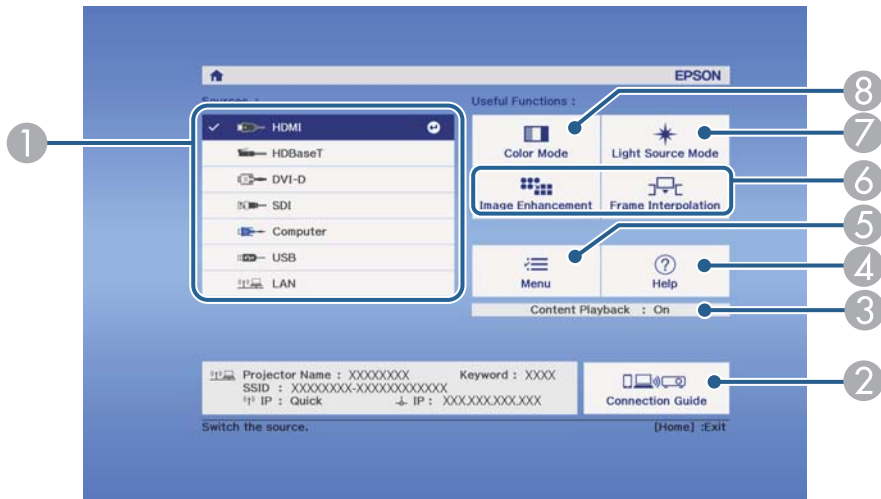 EPSON
Sources :
Useful Functions :
HDMI
HDBaseT
DVI-D
SDI
Computer
USB
LAN
Color Mode
Light Source Mode
Image Enhancement
Frame Interpolation
Menu
Help
Content Playback : On
Projector Name : XXXXXXXX Keyword : XXXX
SSID : XXXXXXXX-XXXXXXXXXXXXX
IP : Quick IP : XXX.XXX.XXX.XXX
Connection Guide
Switch the source.
[Home] :Exit
1
8
7
6
5
4
3
2